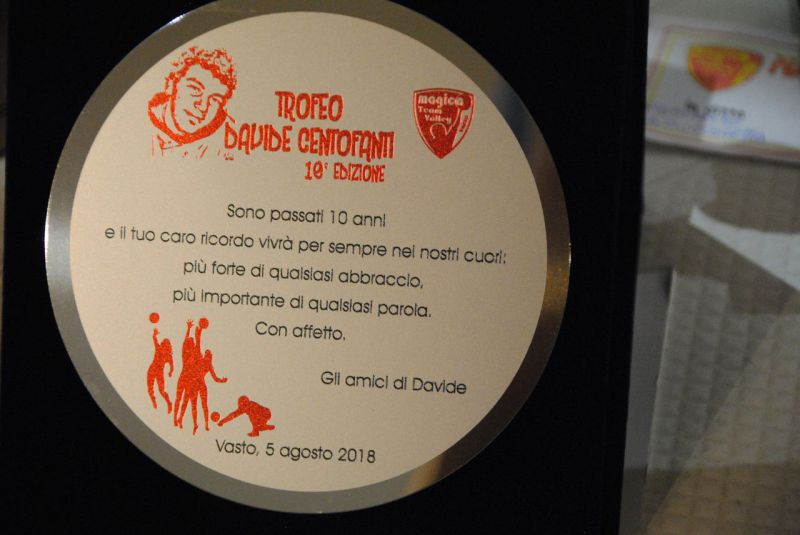 TROFEO
DAVIDE CENTOFANTI
10° EDIZIONE
magica
Team
Volley
Sono passati 10 anni
e il tuo caro ricordo vivrà per sempre nei nostri cuori:
più forte di qualsiasi abbraccio,
più importante di qualsiasi parola.
Con affetto.
Gli amici di Davide
Vasto, 5 agosto 2018